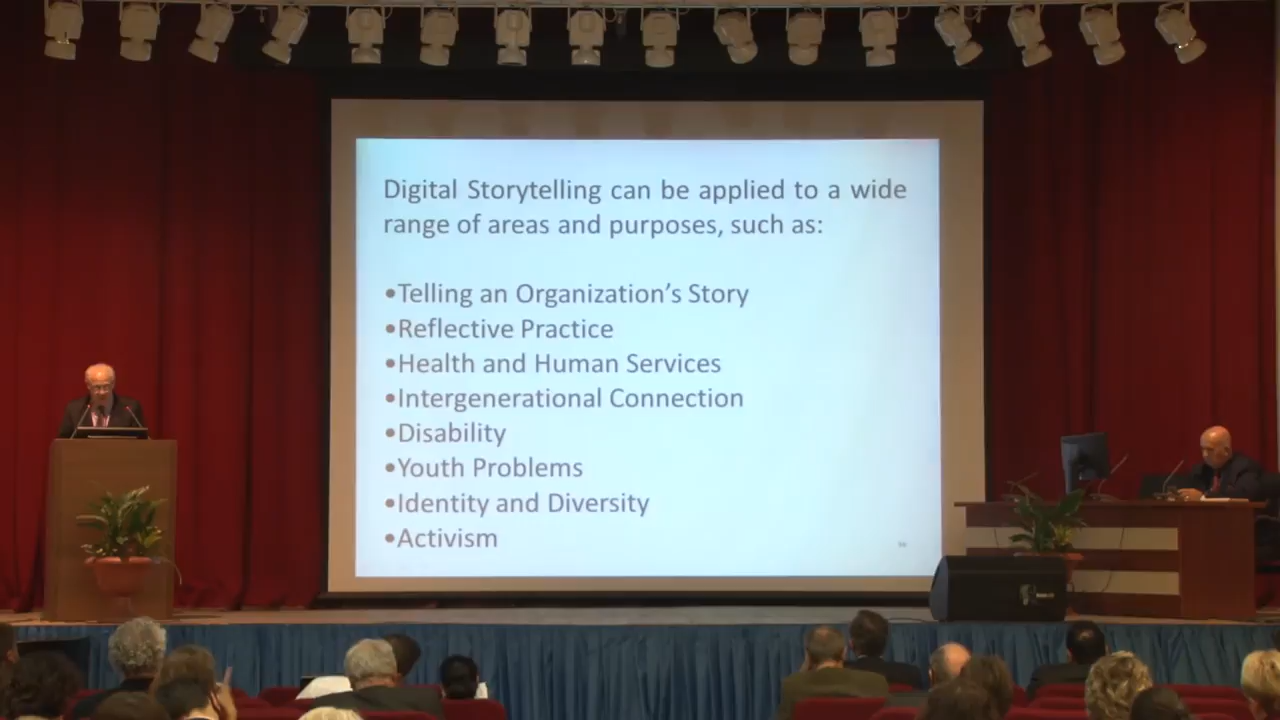 Digital Storytelling can be applied to a wide
range of areas and purposes, such as:
•Telling an Organization’s Story
•Reflective Practice
•Health and Human Services
•Intergenerational Connection
•Disability
•Youth Problems
•Identity and Diversity
•Activism